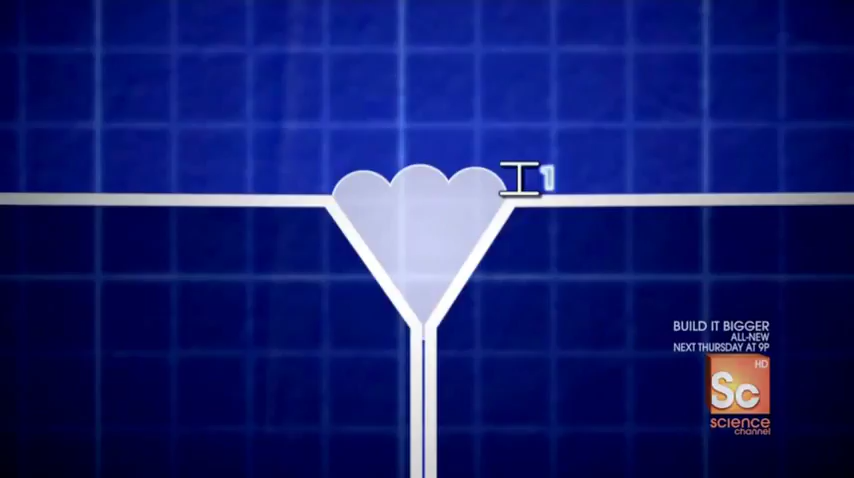 1
BUILD IT BIGGER
ALL-NEW
NEXT THURSDAY AT 9P
HD
Sc
science
channel